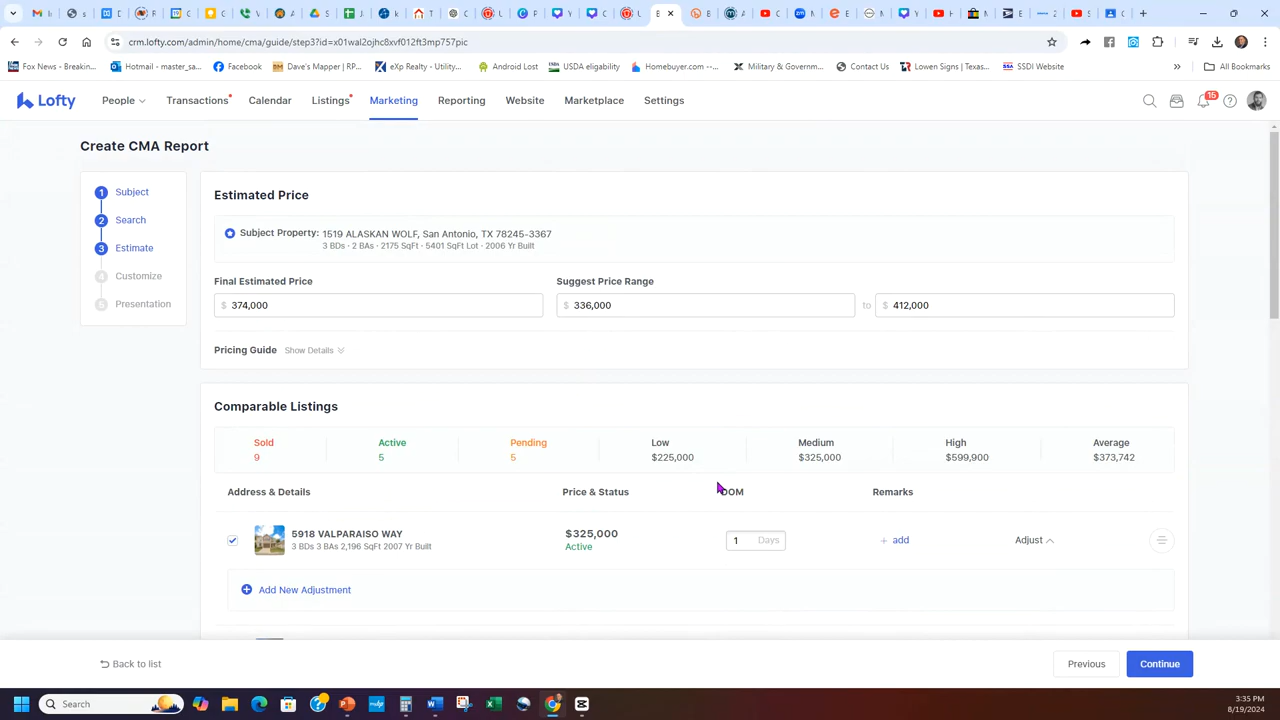 crm.lofty.com/admin/home/cma/guide/step3?id=x01wal2ojhc8xvf012ft3mp757pic
Fox News - Breakin...
Hotmail - master_sa...
Facebook
Dave's Mapper | RP...
eXp Realty - Utility...
Android Lost
USDA eligibility
Homebuyer.com --...
Military & Governm...
Contact Us
Lowen Signs | Texas...
SSDI Website
All Bookmarks
Lofty
People
Transactions
Calendar
Listings
Marketing
Reporting
Website
Marketplace
Settings
15
Create CMA Report
1 Subject
2 Search
3 Estimate
4 Customize
5 Presentation
Estimated Price
Subject Property: 1519 ALASKAN WOLF, San Antonio, TX 78245-3367
3 BDs · 2 BAs · 2175 SqFt · 5401 SqFt Lot · 2006 Yr Built
Final Estimated Price
Suggest Price Range
$ 374,000
$ 336,000
to
$ 412,000
Pricing Guide Show Details
Comparable Listings
Sold
Active
Pending
Low
Medium
High
Average
9
5
5
$225,000
$325,000
$599,900
$373,742
Address & Details
Price & Status
DOM
Remarks
5918 VALPARAISO WAY
3 BDs 3 BAs 2,196 SqFt 2007 Yr Built
$325,000
Active
1 Days
+ add
Adjust
Add New Adjustment
Back to list
Previous
Continue
Search
3:35 PM
8/19/2024